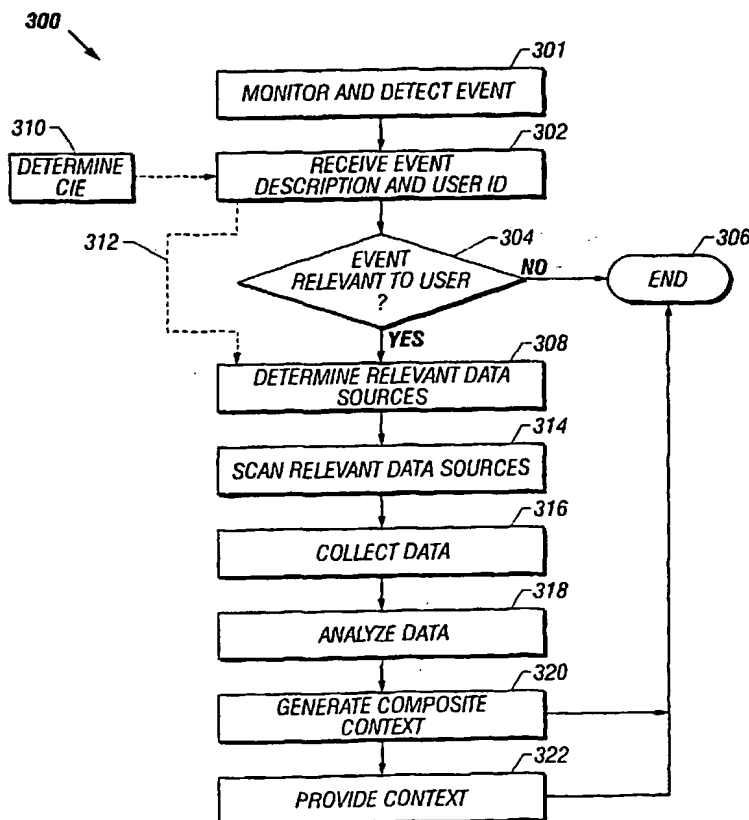 300
301
MONITOR AND DETECT EVENT
310
302
DETERMINE
CIE
RECEIVE EVENT
DESCRIPTION AND USER ID
312
304
306
EVENT
RELEVANT TO USER
?
NO
END
YES
308
DETERMINE RELEVANT DATA
SOURCES
314
SCAN RELEVANT DATA SOURCES
316
COLLECT DATA
318
ANALYZE DATA
320
GENERATE COMPOSITE
CONTEXT
322
PROVIDE CONTEXT